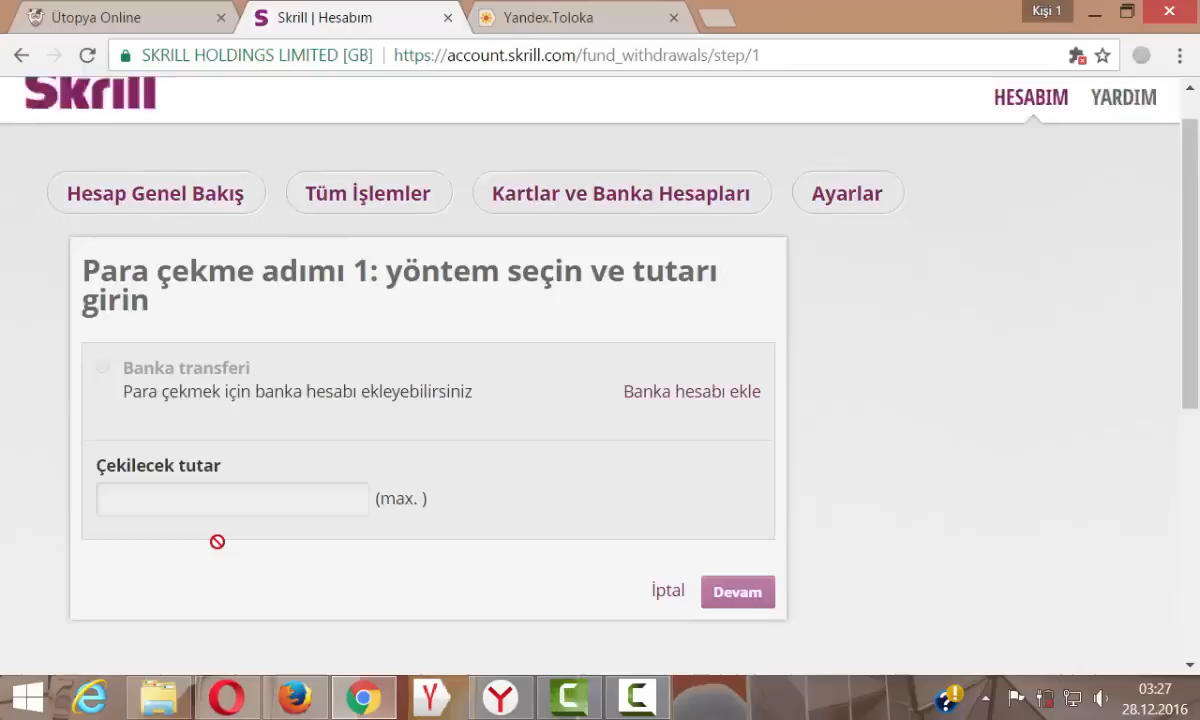 Ütopya Online
Skrill | Hesabım
Yandex.Toloka
Kişi 1
SKRILL HOLDINGS LIMITED [GB]
https://account.skrill.com/fund_withdrawals/step/1
Skrill
HESABIM
YARDIM
Hesap Genel Bakış
Tüm İşlemler
Kartlar ve Banka Hesapları
Ayarlar
Para çekme adımı 1: yöntem seçin ve tutarı
girin
Banka transferi
Para çekmek için banka hesabı ekleyebilirsiniz
Banka hesabı ekle
Çekilecek tutar
(max. )
İptal
Devam
03:27
28.12.2016